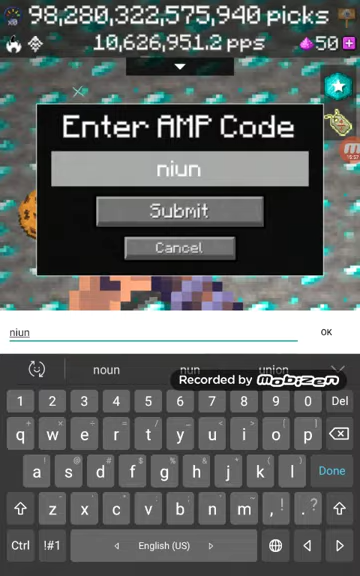 98,280,322,575,940 picks
10,626,951.2 pps
50
Enter AMP Code
niun
Submit
Cancel
niun
OK
noun nun union
Recorded by mobizen
1 2 3 4 5 6 7 8 9 0 Del
q w e r t y u i o p
a s d f g h j k l Done
z x c v b n m , ! . ?
Ctrl !#1 English (US)